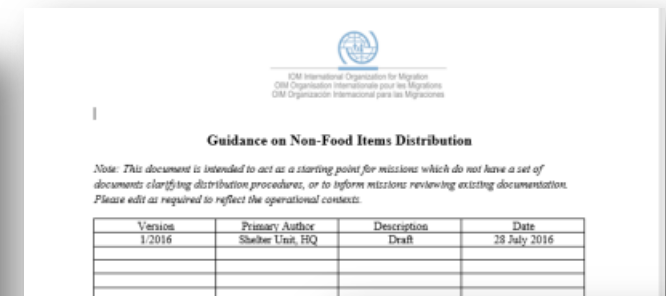 IOM International Organization for Migration
OIM Organisation Internationale pour les Migrations
OIM Organización Internacional para las Migraciones
Guidance on Non-Food Items Distribution
Note: This document is intended to act as a starting point for missions which do not have a set of
documents clarifying distribution procedures, or to inform missions reviewing existing documentation.
Please edit as required to reflect the operational contexts.
Version Primary Author Description Date
1/2016 Shelter Unit, HQ Draft 28 July 2016